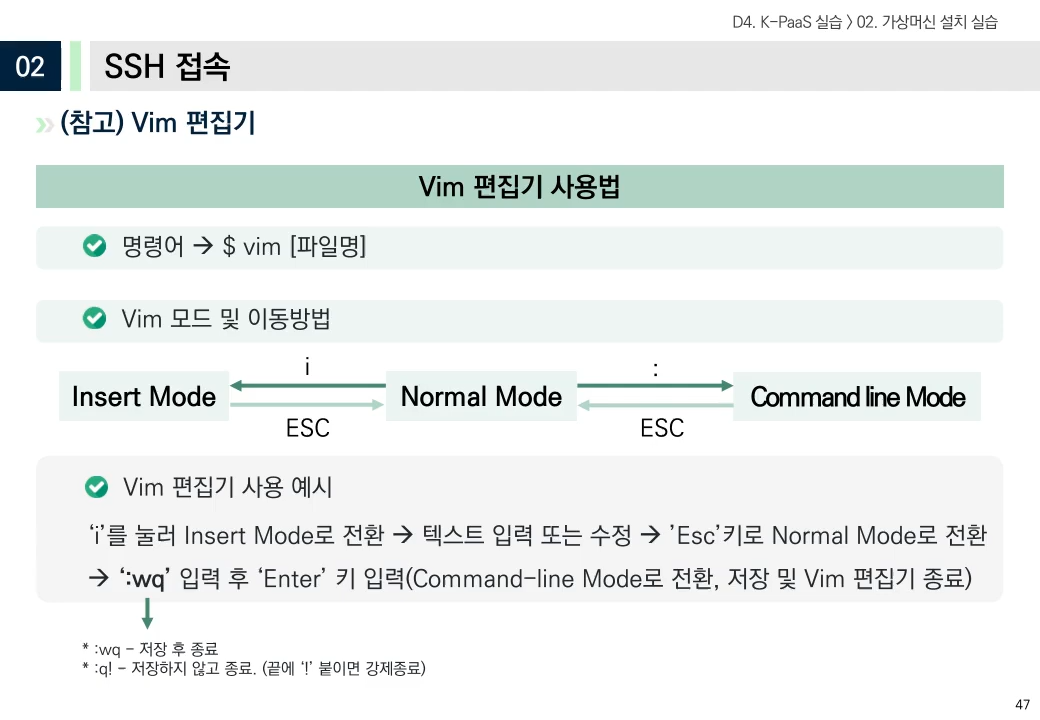 D4. K-PaaS 실습 > 02. 가상머신 설치 실습
02 SSH 접속
(참고) Vim 편집기
Vim 편집기 사용법
명령어 → $ vim [파일명]
Vim 모드 및 이동방법
i :
Insert Mode Normal Mode Command line Mode
ESC ESC
Vim 편집기 사용 예시
‘i’를 눌러 Insert Mode로 전환 → 텍스트 입력 또는 수정 → ’Esc’키로 Normal Mode로 전환
→ ‘:wq’ 입력 후 ‘Enter’ 키 입력(Command-line Mode로 전환, 저장 및 Vim 편집기 종료)
* :wq - 저장 후 종료
* :q! - 저장하지 않고 종료. (끝에 ‘!’ 붙이면 강제종료)
47